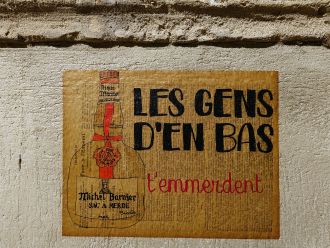 LES GENS
D'EN BAS
t'emmerdent
Michel Barnier